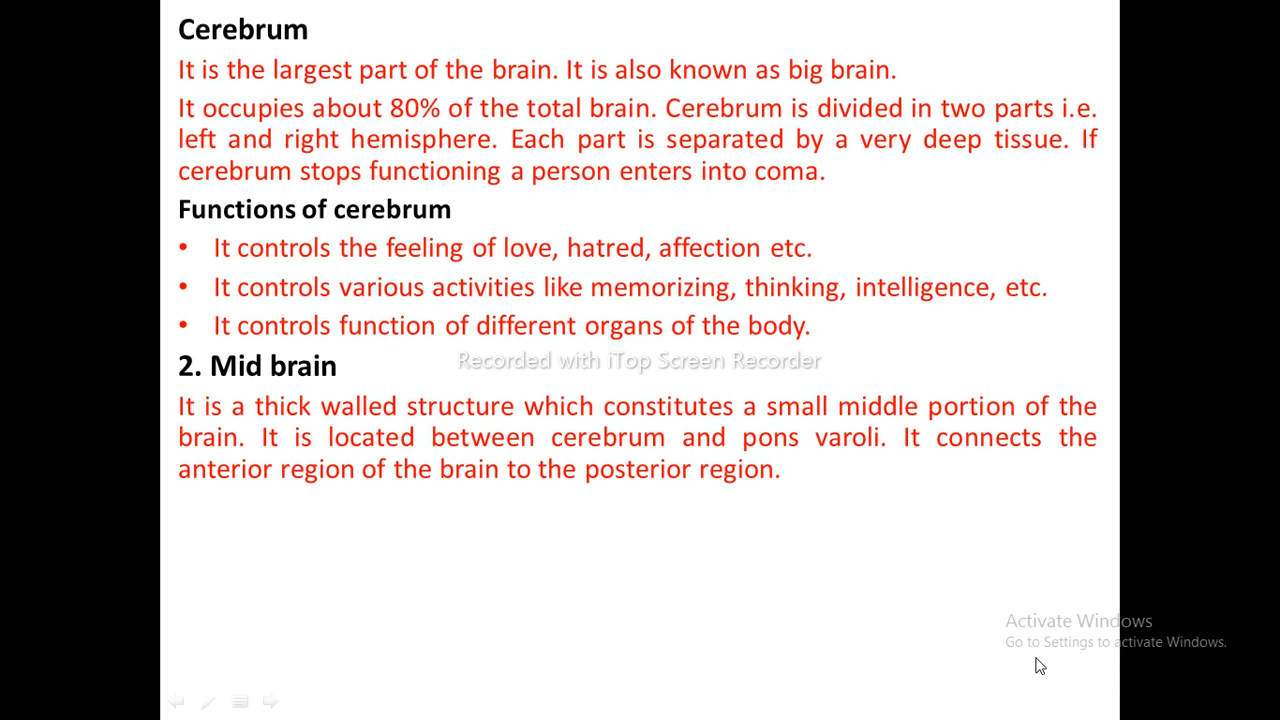 Cerebrum
It is the largest part of the brain. It is also known as big brain.
It occupies about 80% of the total brain. Cerebrum is divided in two parts i.e.
left and right hemisphere. Each part is separated by a very deep tissue. If
cerebrum stops functioning a person enters into coma.
Functions of cerebrum
• It controls the feeling of love, hatred, affection etc.
• It controls various activities like memorizing, thinking, intelligence, etc.
• It controls function of different organs of the body.
Recorded with iTop Screen Recorder
2. Mid brain
It is a thick walled structure which constitutes a small middle portion of the
brain. It is located between cerebrum and pons varoli. It connects the
anterior region of the brain to the posterior region.
Activate Windows
Go to Settings to activate Windows.